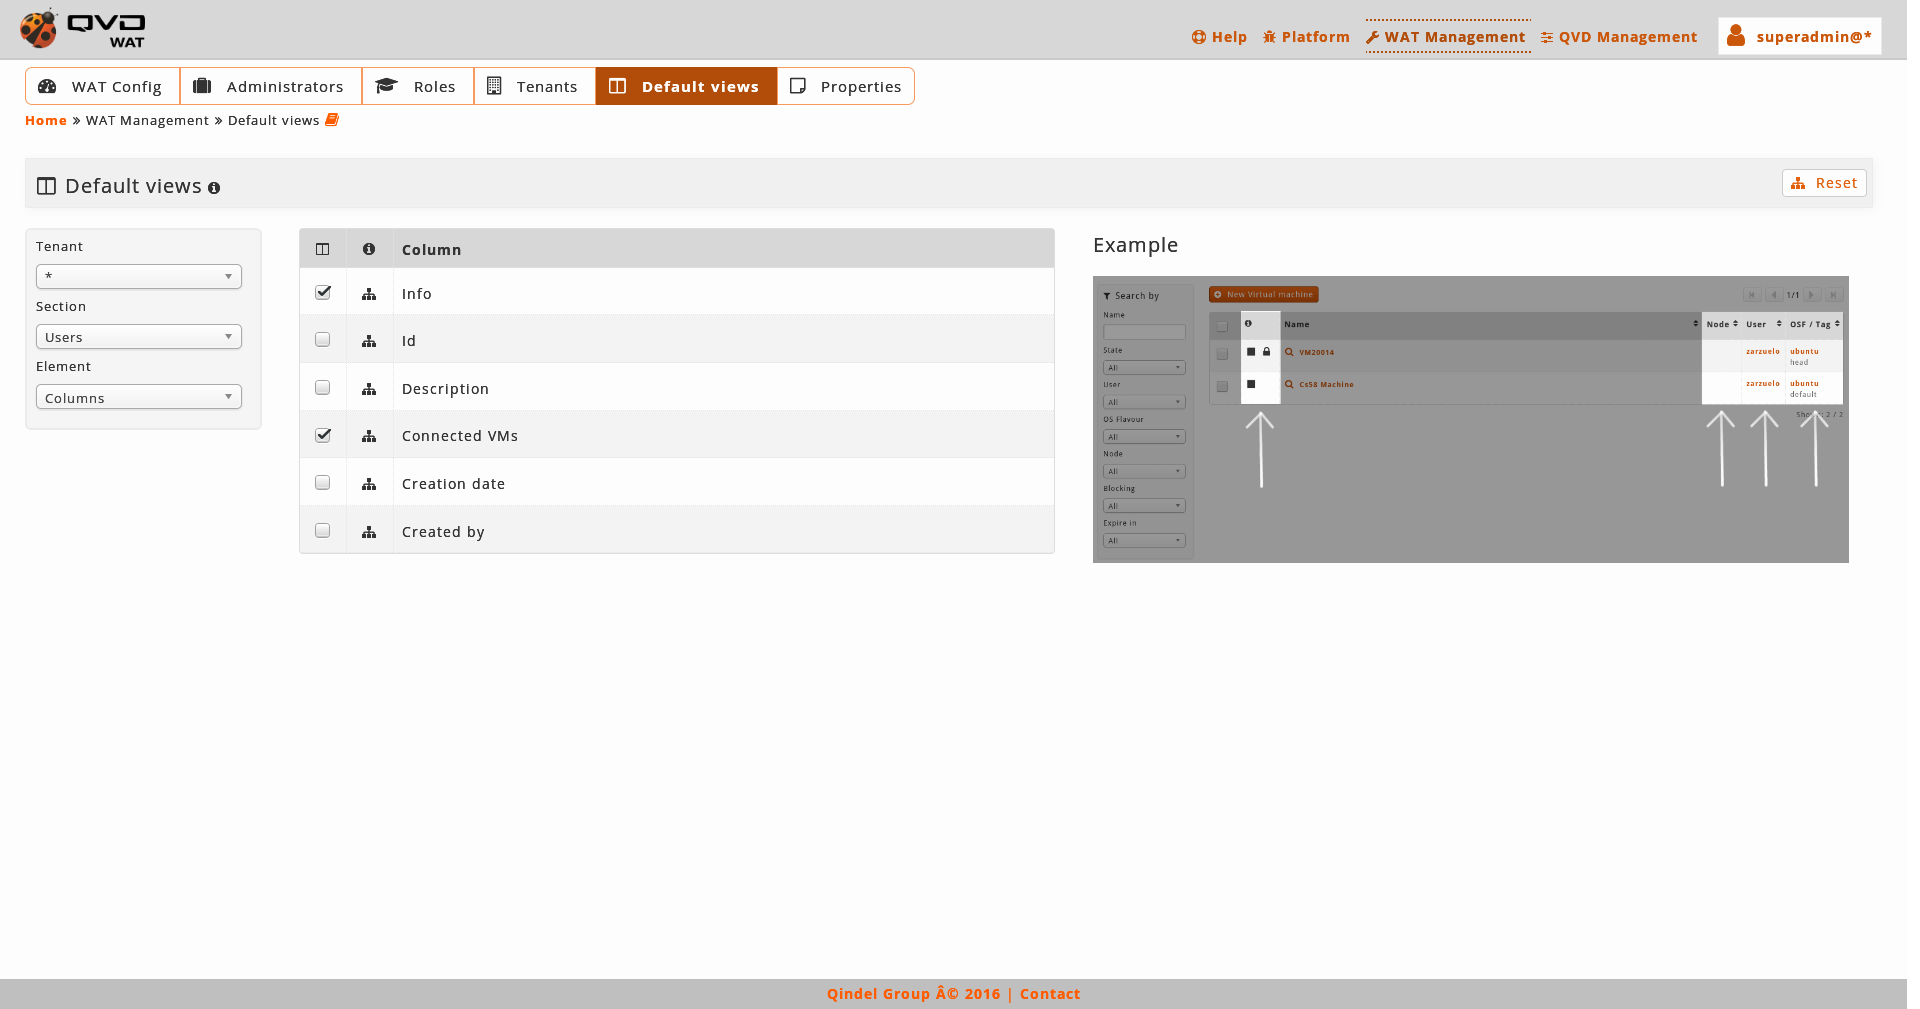 QVD
WAT
Help
Platform
WAT Management
QVD Management
superadmin@*
WAT Config
Administrators
Roles
Tenants
Default views
Properties
Home » WAT Management » Default views
Default views
Reset
Tenant
*
Section
Users
Element
Columns
Column
Info
Id
Description
Connected VMs
Creation date
Created by
Example
Search by
Name
State
All
User
All
OS Flavour
All
Node
All
Blocking
All
Expire in
All
New Virtual machine
1/1
Name
Node
User
OSF / Tag
VM20014
zarzuelo
ubuntu
head
Cs58 Machine
zarzuelo
ubuntu
default
2 / 2
Qindel Group Â© 2016 | Contact